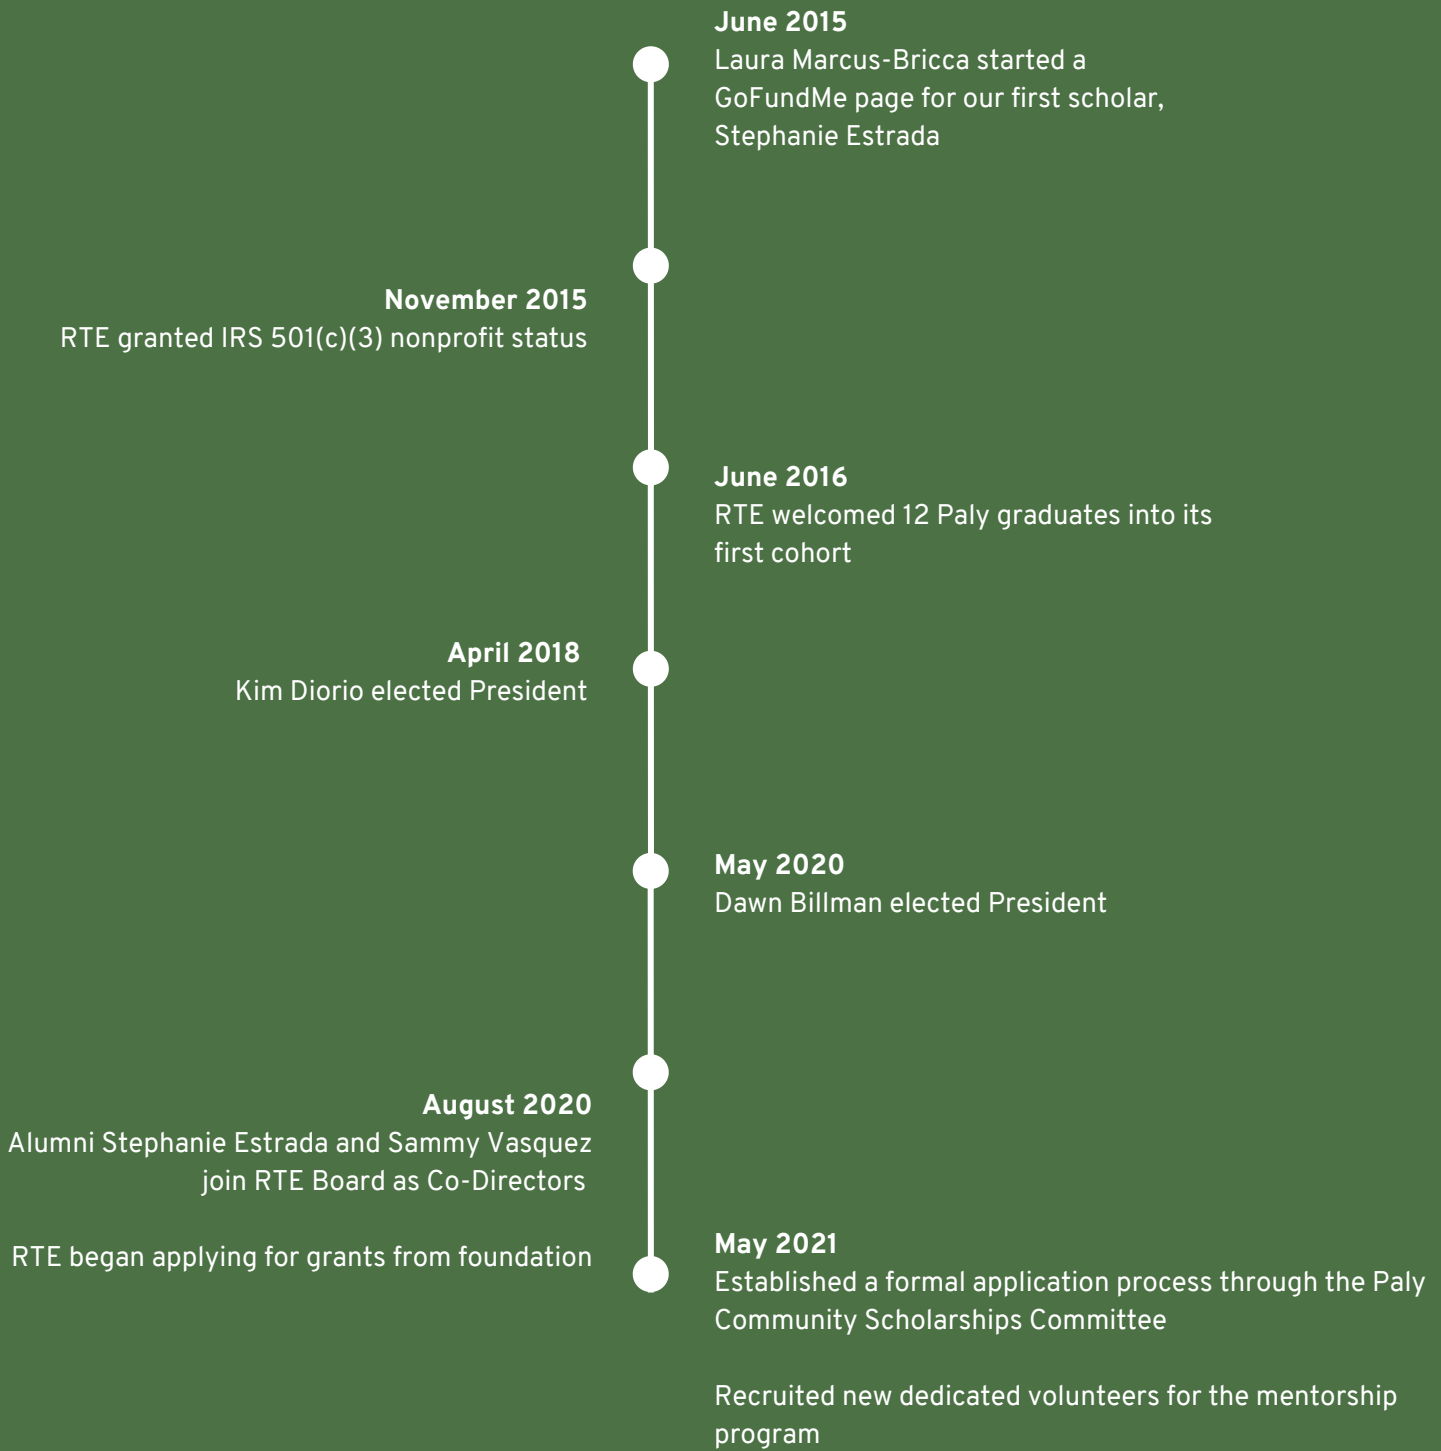 June 2015
Laura Marcus-Bricca started a
GoFundMe page for our first scholar,
Stephanie Estrada
November 2015
RTE granted IRS 501(c)(3) nonprofit status
June 2016
RTE welcomed 12 Paly graduates into its
first cohort
April 2018
Kim Diorio elected President
May 2020
Dawn Billman elected President
August 2020
Alumni Stephanie Estrada and Sammy Vasquez
join RTE Board as Co-Directors
RTE began applying for grants from foundation
May 2021
Established a formal application process through the Paly
Community Scholarships Committee
Recruited new dedicated volunteers for the mentorship
program